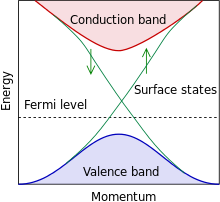 Conduction band
Surface states
Fermi level
Valence band
Energy
Momentum